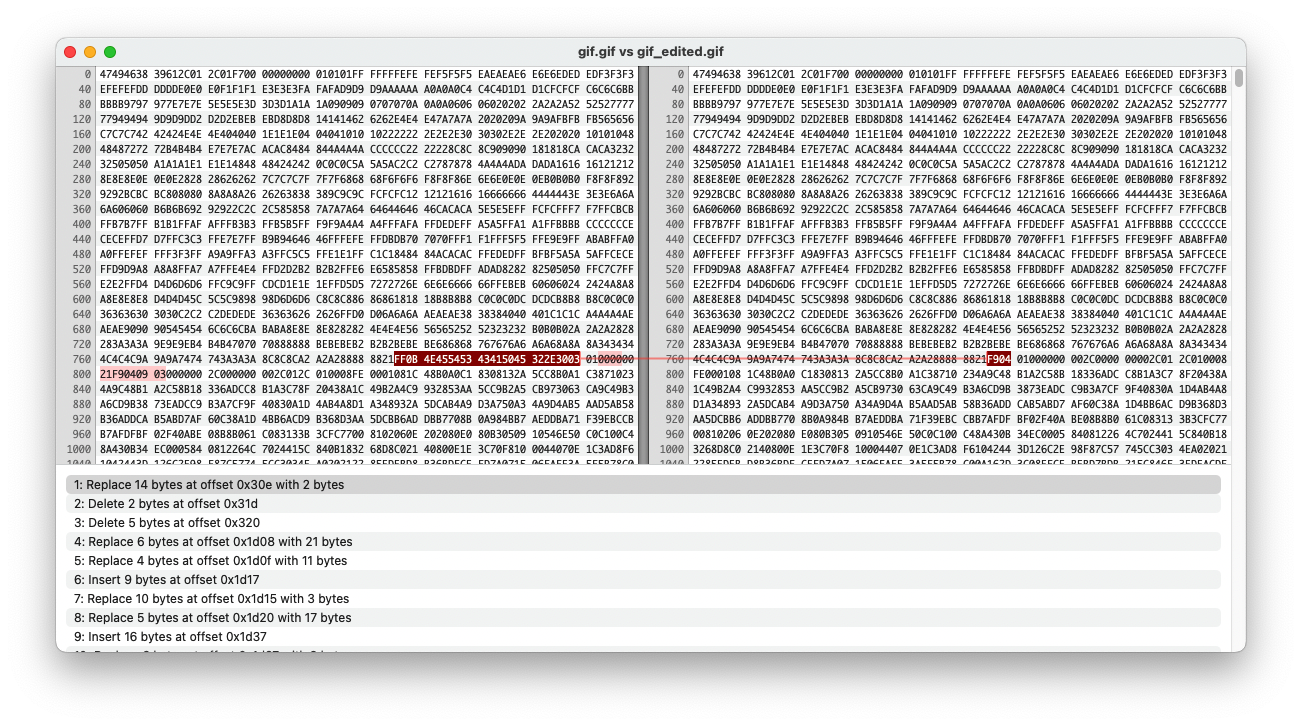 gif.gif vs gif_edited.gif
0 47494638 39612C01 2C01F700 00000000 010101FF FFFFFEFE FEF5F5F5 EAEAEAE6 E6E6EDED EDF3F3F3
40 EFEFEFDD DDDDE0E0 E0F1F1F1 E3E3E3FA FAFAD9D9 D9AAAAAA A0A0A0C4 C4C4D1D1 D1CFCFCF C6C6C6BB
80 BBBB9797 977E7E7E 5E5E5E3D 3D3D1A1A 1A090909 0707070A 0A0A0606 06020202 2A2A2A52 52527777
120 77949494 9D9D9DD2 D2D2EBEB EBD8D8D8 14141462 6262E4E4 E47A7A7A 2020209A 9A9AFBFB FB565656
160 C7C7C742 42424E4E 4E404040 1E1E1E04 04041010 10222222 2E2E2E30 30302E2E 2E202020 10101048
200 48487272 72B4B4B4 E7E7E7AC ACAC8484 844A4A4A CCCCCC22 22228C8C 8C909090 181818CA CACA3232
240 32505050 A1A1A1E1 E1E14848 48424242 0C0C0C5A 5A5AC2C2 C2787878 4A4A4ADA DADA1616 16121212
280 8E8E8E0E 0E0E2828 28626262 7C7C7C7F 7F7F6868 68F6F6F6 F8F8F86E 6E6E0E0E 0EB0B0B0 F8F8F892
320 9292BCBC BC808080 8A8A8A26 26263838 389C9C9C FCFCFC12 12121616 16666666 4444443E 3E3E6A6A
360 6A606060 B6B6B692 92922C2C 2C585858 7A7A7A64 64644646 46CACACA 5E5E5EFF FCFCFFF7 F7FFCBCB
400 FFB7B7FF B1B1FFAF AFFFB3B3 FFB5B5FF F9F9A4A4 A4FFFAFA FFDEDEFF A5A5FFA1 A1FFBBBB CCCCCCCE
440 CECEFFD7 D7FFC3C3 FFE7E7FF B9B94646 46FFFEFE FFDBDB70 7070FFF1 F1FFF5F5 FFE9E9FF ABABFFA0
480 A0FFEFEF FFF3F3FF A9A9FFA3 A3FFC5C5 FFE1E1FF C1C18484 84ACACAC FFEDEDFF BFBF5A5A 5AFFCECE
520 FFD9D9A8 A8A8FFA7 A7FFE4E4 FFD2D2B2 B2B2FFE6 E6585858 FFBDBDFF ADAD8282 82505050 FFC7C7FF
560 E2E2FFD4 D4D6D6D6 FFC9C9FF CDCD1E1E 1EFFD5D5 7272726E 6E6E6666 66FFEBEB 60606024 2424A8A8
600 A8E8E8E8 D4D4D45C 5C5C9898 98D6D6D6 C8C8C886 86861818 18B8B8B8 C0C0C0DC DCDCB8B8 B8C0C0C0
640 36363630 3030C2C2 C2DEDEDE 36363626 2626FFD0 D06A6A6A AEAEAE38 38384040 401C1C1C A4A4A4AE
680 AEAE9090 90545454 6C6C6CBA BABA8E8E 8E828282 4E4E4E56 56565252 52323232 B0B0B02A 2A2A2828
720 283A3A3A 9E9E9EB4 B4B47070 70888888 BEBEBEB2 B2B2BEBE BE686868 767676A6 A6A68A8A 8A343434
760 4C4C4C9A 9A9A7474 743A3A3A 8C8C8CA2 A2A28888 8821FF0B 4E455453 43415045 322E3003 01000000
800 21F90409 03000000 2C000000 002C012C 010008FE 0001081C 48B0A0C1 8308132A 5CC8B0A1 C3871023
840 4A9C48B1 A2C58B18 336ADCC8 B1A3C78F 20438A1C 49B2A4C9 932853AA 5CC9B2A5 CB973063 CA9C49B3
880 A6CD9B38 73EADCC9 B3A7CF9F 40830A1D 4AB4A8D1 A348932A 5DCAB4A9 D3A750A3 4A9D4AB5 AAD5AB58
920 B36ADDCA B5ABD7AF 60C38A1D 4BB6ACD9 B368D3AA 5DCBB6AD DBB7708B 0A984BB7 AEDDBA71 F39EBCCB
960 B7AFDFBF 02F40ABE 08B8B061 C083133B 3CFC7700 8102060E 202080E0 80B30509 10546E50 C0C100C4
1000 8A430B34 EC000584 0812264C 7024415C 840B1832 68D8C021 40800E1E 3C70F810 0044070E 1C3AD8F6
0 47494638 39612C01 2C01F700 00000000 010101FF FFFFFEFE FEF5F5F5 EAEAEAE6 E6E6EDED EDF3F3F3
40 EFEFEFDD DDDDE0E0 E0F1F1F1 E3E3E3FA FAFAD9D9 D9AAAAAA A0A0A0C4 C4C4D1D1 D1CFCFCF C6C6C6BB
80 BBBB9797 977E7E7E 5E5E5E3D 3D3D1A1A 1A090909 0707070A 0A0A0606 06020202 2A2A2A52 52527777
120 77949494 9D9D9DD2 D2D2EBEB EBD8D8D8 14141462 6262E4E4 E47A7A7A 2020209A 9A9AFBFB FB565656
160 C7C7C742 42424E4E 4E404040 1E1E1E04 04041010 10222222 2E2E2E30 30302E2E 2E202020 10101048
200 48487272 72B4B4B4 E7E7E7AC ACAC8484 844A4A4A CCCCCC22 22228C8C 8C909090 181818CA CACA3232
240 32505050 A1A1A1E1 E1E14848 48424242 0C0C0C5A 5A5AC2C2 C2787878 4A4A4ADA DADA1616 16121212
280 8E8E8E0E 0E0E2828 28626262 7C7C7C7F 7F7F6868 68F6F6F6 F8F8F86E 6E6E0E0E 0EB0B0B0 F8F8F892
320 9292BCBC BC808080 8A8A8A26 26263838 389C9C9C FCFCFC12 12121616 16666666 4444443E 3E3E6A6A
360 6A606060 B6B6B692 92922C2C 2C585858 7A7A7A64 64644646 46CACACA 5E5E5EFF FCFCFFF7 F7FFCBCB
400 FFB7B7FF B1B1FFAF AFFFB3B3 FFB5B5FF F9F9A4A4 A4FFFAFA FFDEDEFF A5A5FFA1 A1FFBBBB CCCCCCCE
440 CECEFFD7 D7FFC3C3 FFE7E7FF B9B94646 46FFFEFE FFDBDB70 7070FFF1 F1FFF5F5 FFE9E9FF ABABFFA0
480 A0FFEFEF FFF3F3FF A9A9FFA3 A3FFC5C5 FFE1E1FF C1C18484 84ACACAC FFEDEDFF BFBF5A5A 5AFFCECE
520 FFD9D9A8 A8A8FFA7 A7FFE4E4 FFD2D2B2 B2B2FFE6 E6585858 FFBDBDFF ADAD8282 82505050 FFC7C7FF
560 E2E2FFD4 D4D6D6D6 FFC9C9FF CDCD1E1E 1EFFD5D5 7272726E 6E6E6666 66FFEBEB 60606024 2424A8A8
600 A8E8E8E8 D4D4D45C 5C5C9898 98D6D6D6 C8C8C886 86861818 18B8B8B8 C0C0C0DC DCDCB8B8 B8C0C0C0
640 36363630 3030C2C2 C2DEDEDE 36363626 2626FFD0 D06A6A6A AEAEAE38 38384040 401C1C1C A4A4A4AE
680 AEAE9090 90545454 6C6C6CBA BABA8E8E 8E828282 4E4E4E56 56565252 52323232 B0B0B02A 2A2A2828
720 283A3A3A 9E9E9EB4 B4B47070 70888888 BEBEBEB2 B2B2BEBE BE686868 767676A6 A6A68A8A 8A343434
760 4C4C4C9A 9A9A7474 743A3A3A 8C8C8CA2 A2A28888 8821F904 01000000 002C0000 00002C01 2C010008
800 FE000108 1C48B0A0 C1830813 2A5CC8B0 A1C38710 234A9C48 B1A2C58B 18336ADC C8B1A3C7 8F20438A
840 1C49B2A4 C9932853 AA5CC9B2 A5CB9730 63CA9C49 B3A6CD9B 3873EADC C9B3A7CF 9F40830A 1D4AB4A8
880 D1A34893 2A5DCAB4 A9D3A750 A34A9D4A B5AAD5AB 58B36ADD CAB5ABD7 AF60C38A 1D4BB6AC D9B368D3
920 AA5DCBB6 ADDBB770 8B0A984B B7AEDDBA 71F39EBC CBB7AFDF BF02F40A BE08B8B0 61C08313 3B3CFC77
960 00810206 0E202080 E080B305 0910546E 50C0C100 C48A430B 34EC0005 84081226 4C702441 5C840B18
1000 3268D8C0 2140800E 1E3C70F8 10004407 0E1C3AD8 F6104244 3D126C2E 98F87C57 745CC303 4EA02021
1: Replace 14 bytes at offset 0x30e with 2 bytes
2: Delete 2 bytes at offset 0x31d
3: Delete 5 bytes at offset 0x320
4: Replace 6 bytes at offset 0x1d08 with 21 bytes
5: Replace 4 bytes at offset 0x1d0f with 11 bytes
6: Insert 9 bytes at offset 0x1d17
7: Replace 10 bytes at offset 0x1d15 with 3 bytes
8: Replace 5 bytes at offset 0x1d20 with 17 bytes
9: Insert 16 bytes at offset 0x1d37